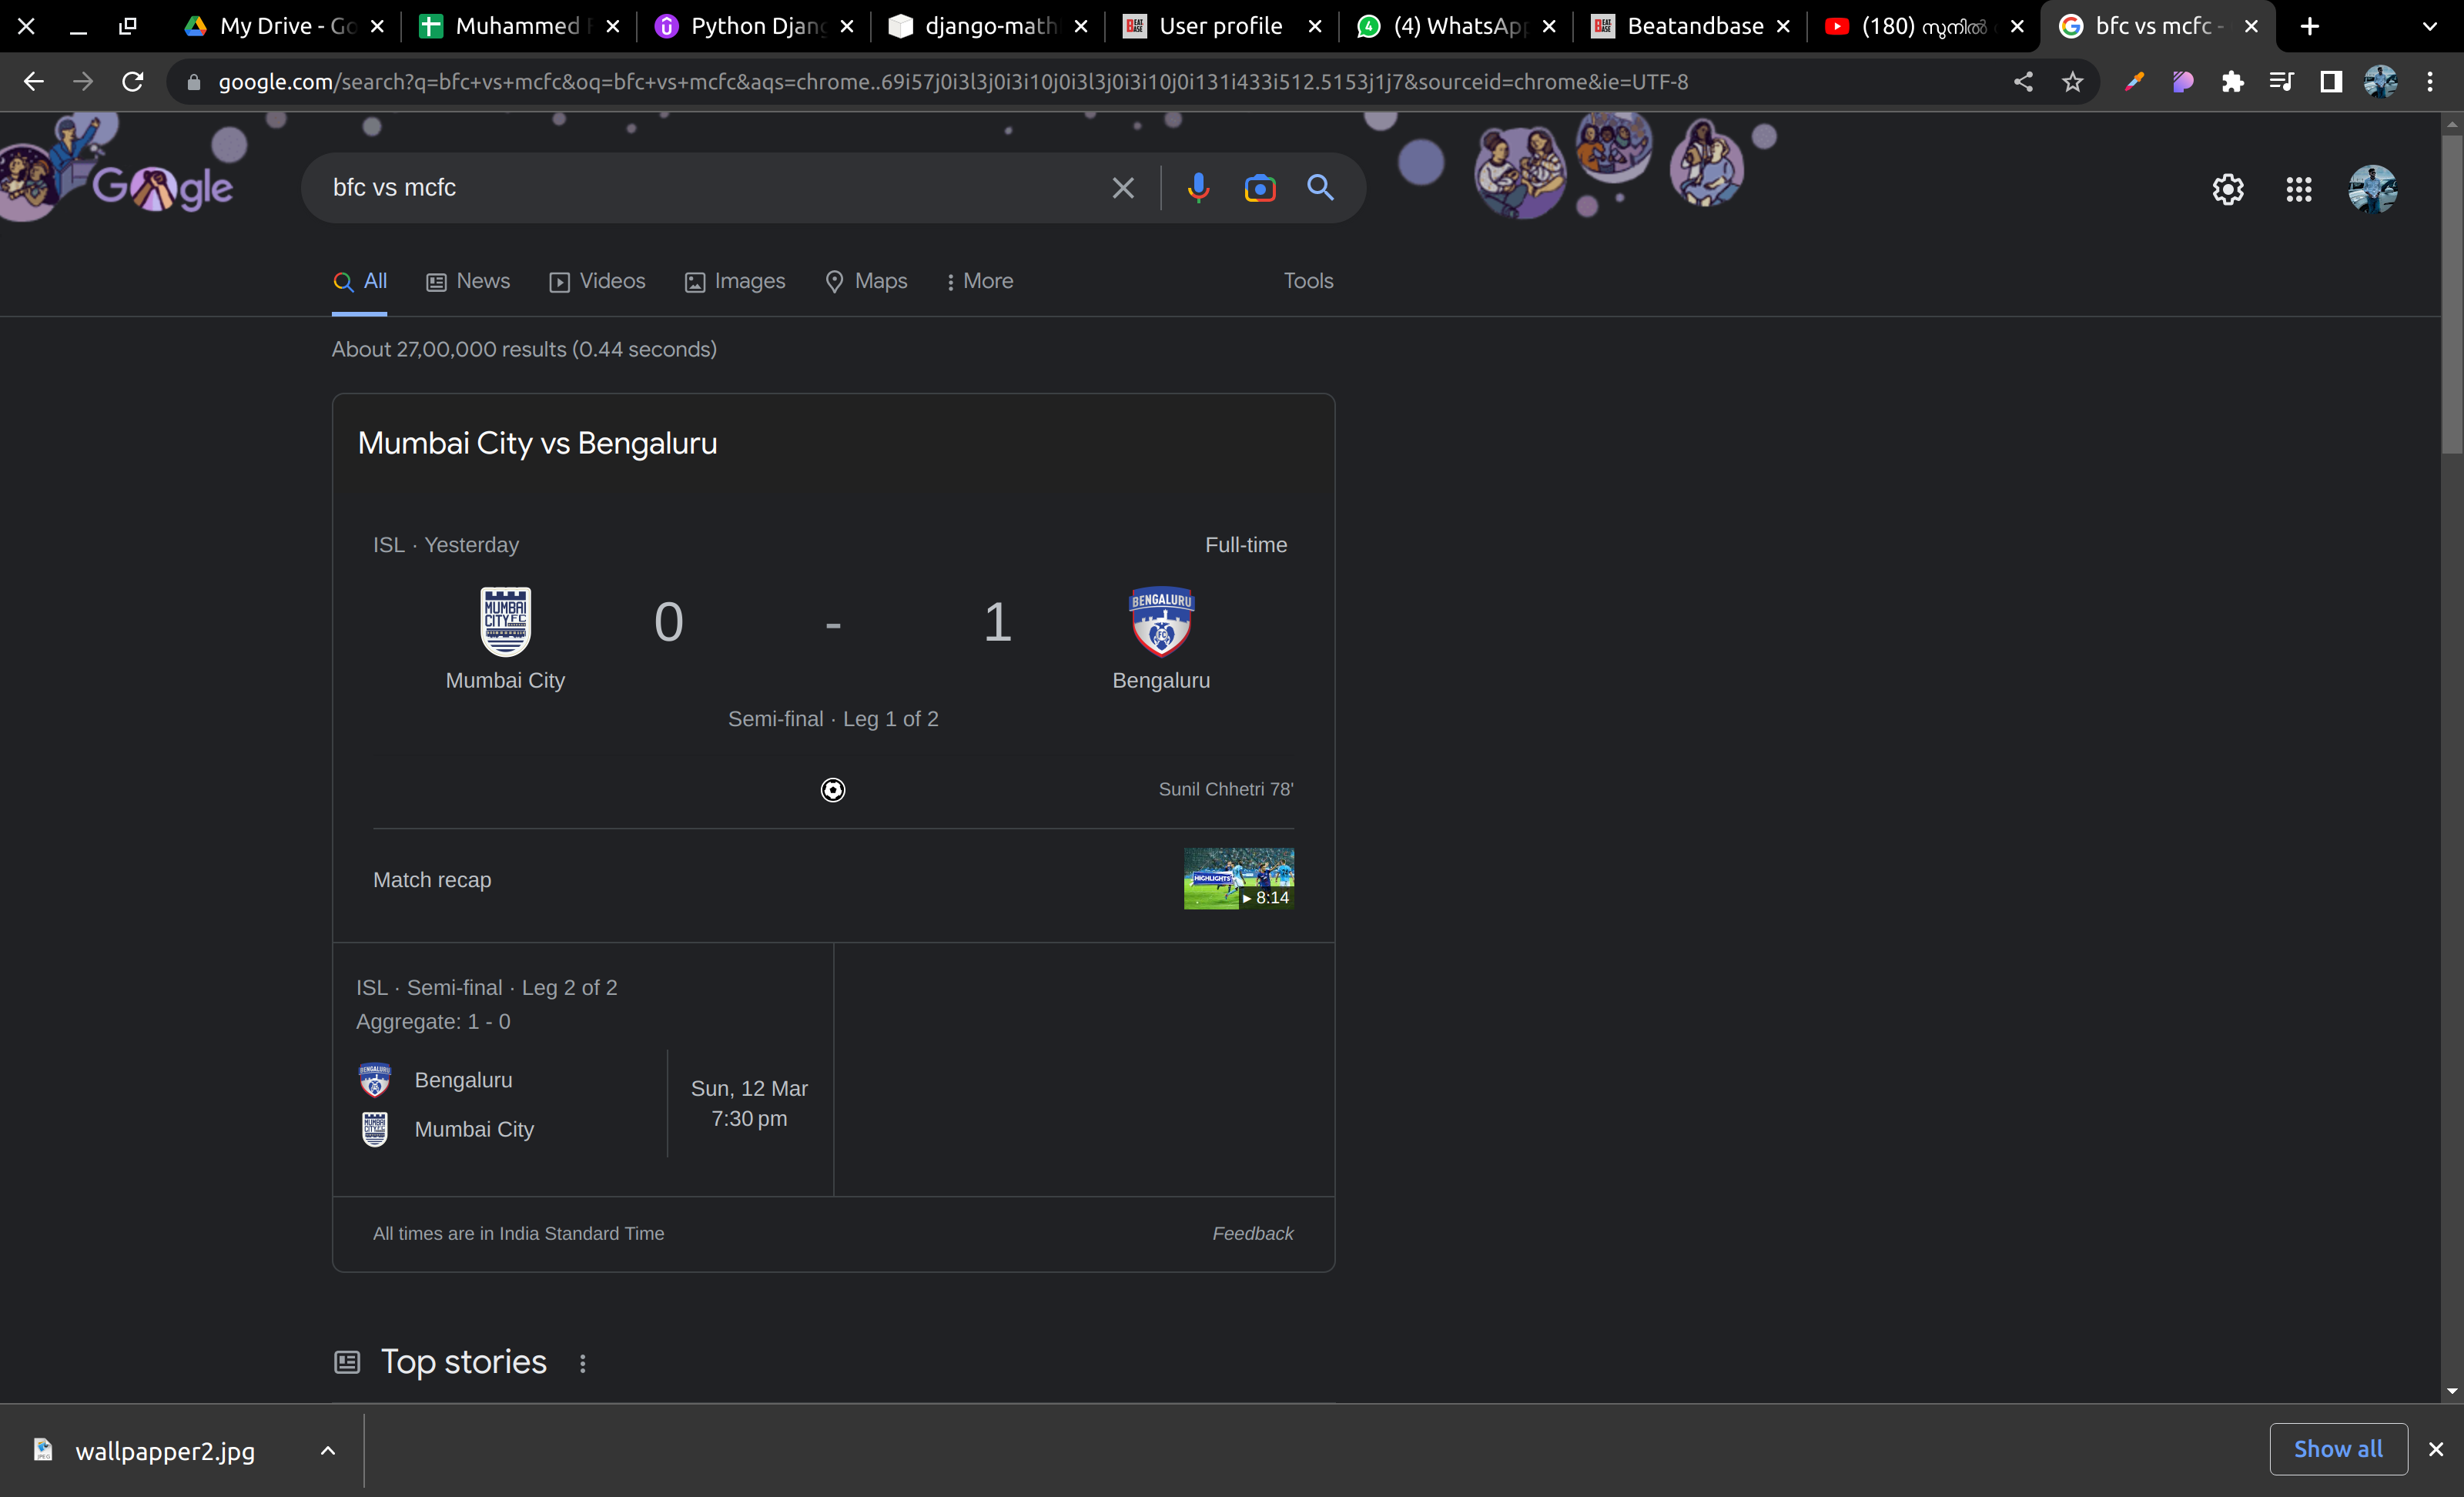 My Drive - Go
Muhammed
Python Djang
django-math
User profile
(4) WhatsApp
Beatandbase
(180) സുനിൽ
bfc vs mcfc -
google.com/search?q=bfc+vs+mcfc&oq=bfc+vs+mcfc&aqs=chrome..69i57j0i3l3j0i3i10j0i3l3j0i3i10j0i131i433i512.5153j1j7&sourceid=chrome&ie=UTF-8
Google
bfc vs mcfc
All
News
Videos
Images
Maps
More
Tools
About 27,00,000 results (0.44 seconds)
Mumbai City vs Bengaluru
ISL · Yesterday
Full-time
MUMBAI
CITY FC
0 - 1
BENGALURU
Mumbai City
Bengaluru
Semi-final · Leg 1 of 2
Sunil Chhetri 78'
Match recap
HIGHLIGHTS
8:14
ISL · Semi-final · Leg 2 of 2
Aggregate: 1 - 0
Bengaluru
Mumbai City
Sun, 12 Mar
7:30 pm
All times are in India Standard Time
Feedback
Top stories
wallpapper2.jpg
Show all